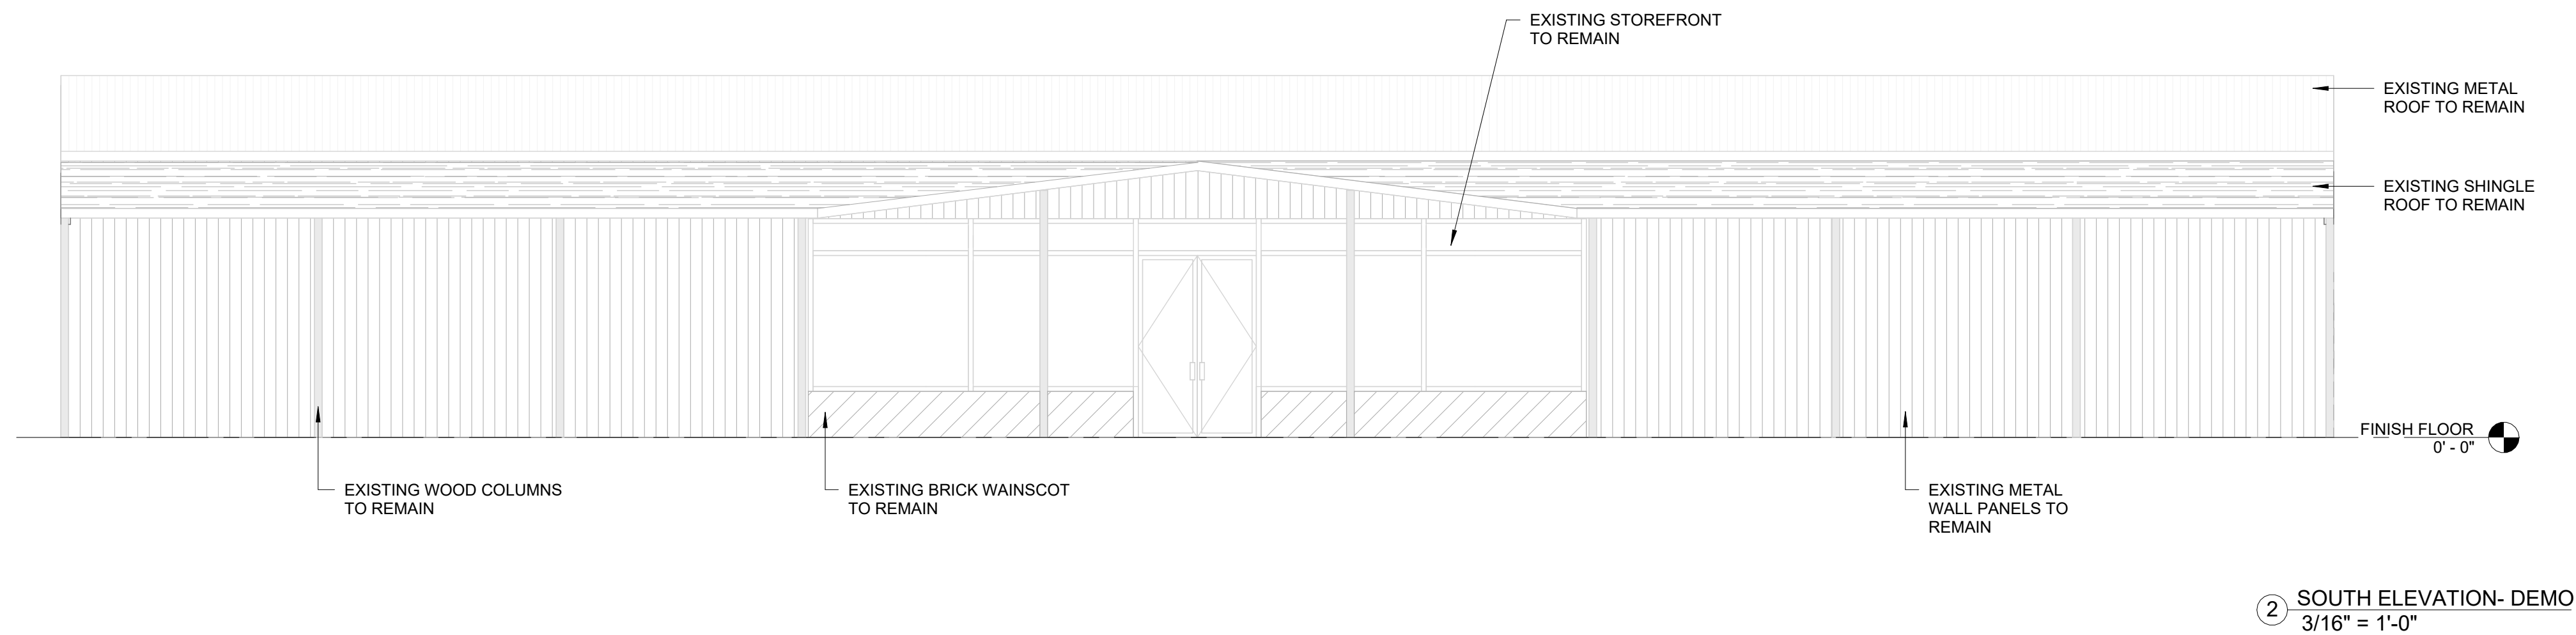 EXISTING STOREFRONT
TO REMAIN
EXISTING METAL
ROOF TO REMAIN
EXISTING SHINGLE
ROOF TO REMAIN
FINISH FLOOR
0' - 0"
EXISTING WOOD COLUMNS
TO REMAIN
EXISTING BRICK WAINSCOT
TO REMAIN
EXISTING METAL
WALL PANELS TO
REMAIN
2
SOUTH ELEVATION- DEMO
3/16" = 1'-0"